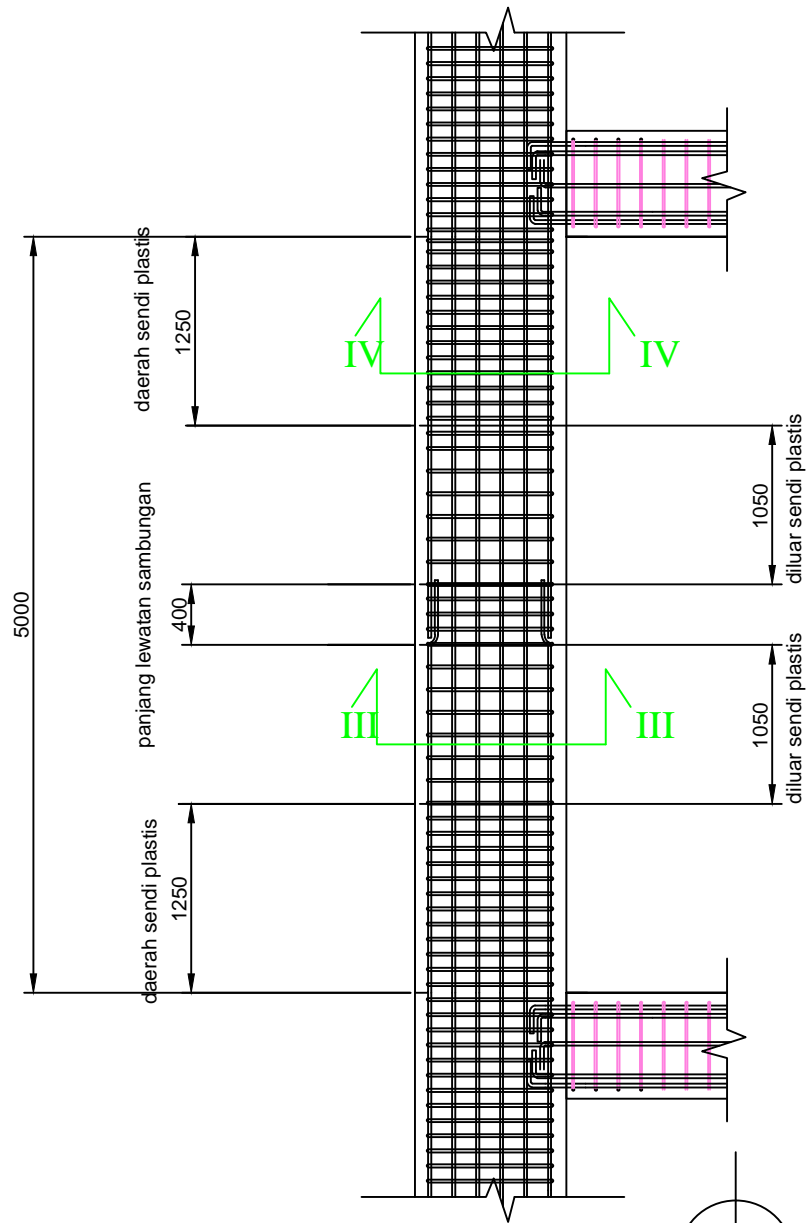 daerah sendi plastis
1250
IV
IV
1050
diluar sendi plastis
5000
panjang lewatan sambungan
400
III
III
1050
diluar sendi plastis
daerah sendi plastis
1250